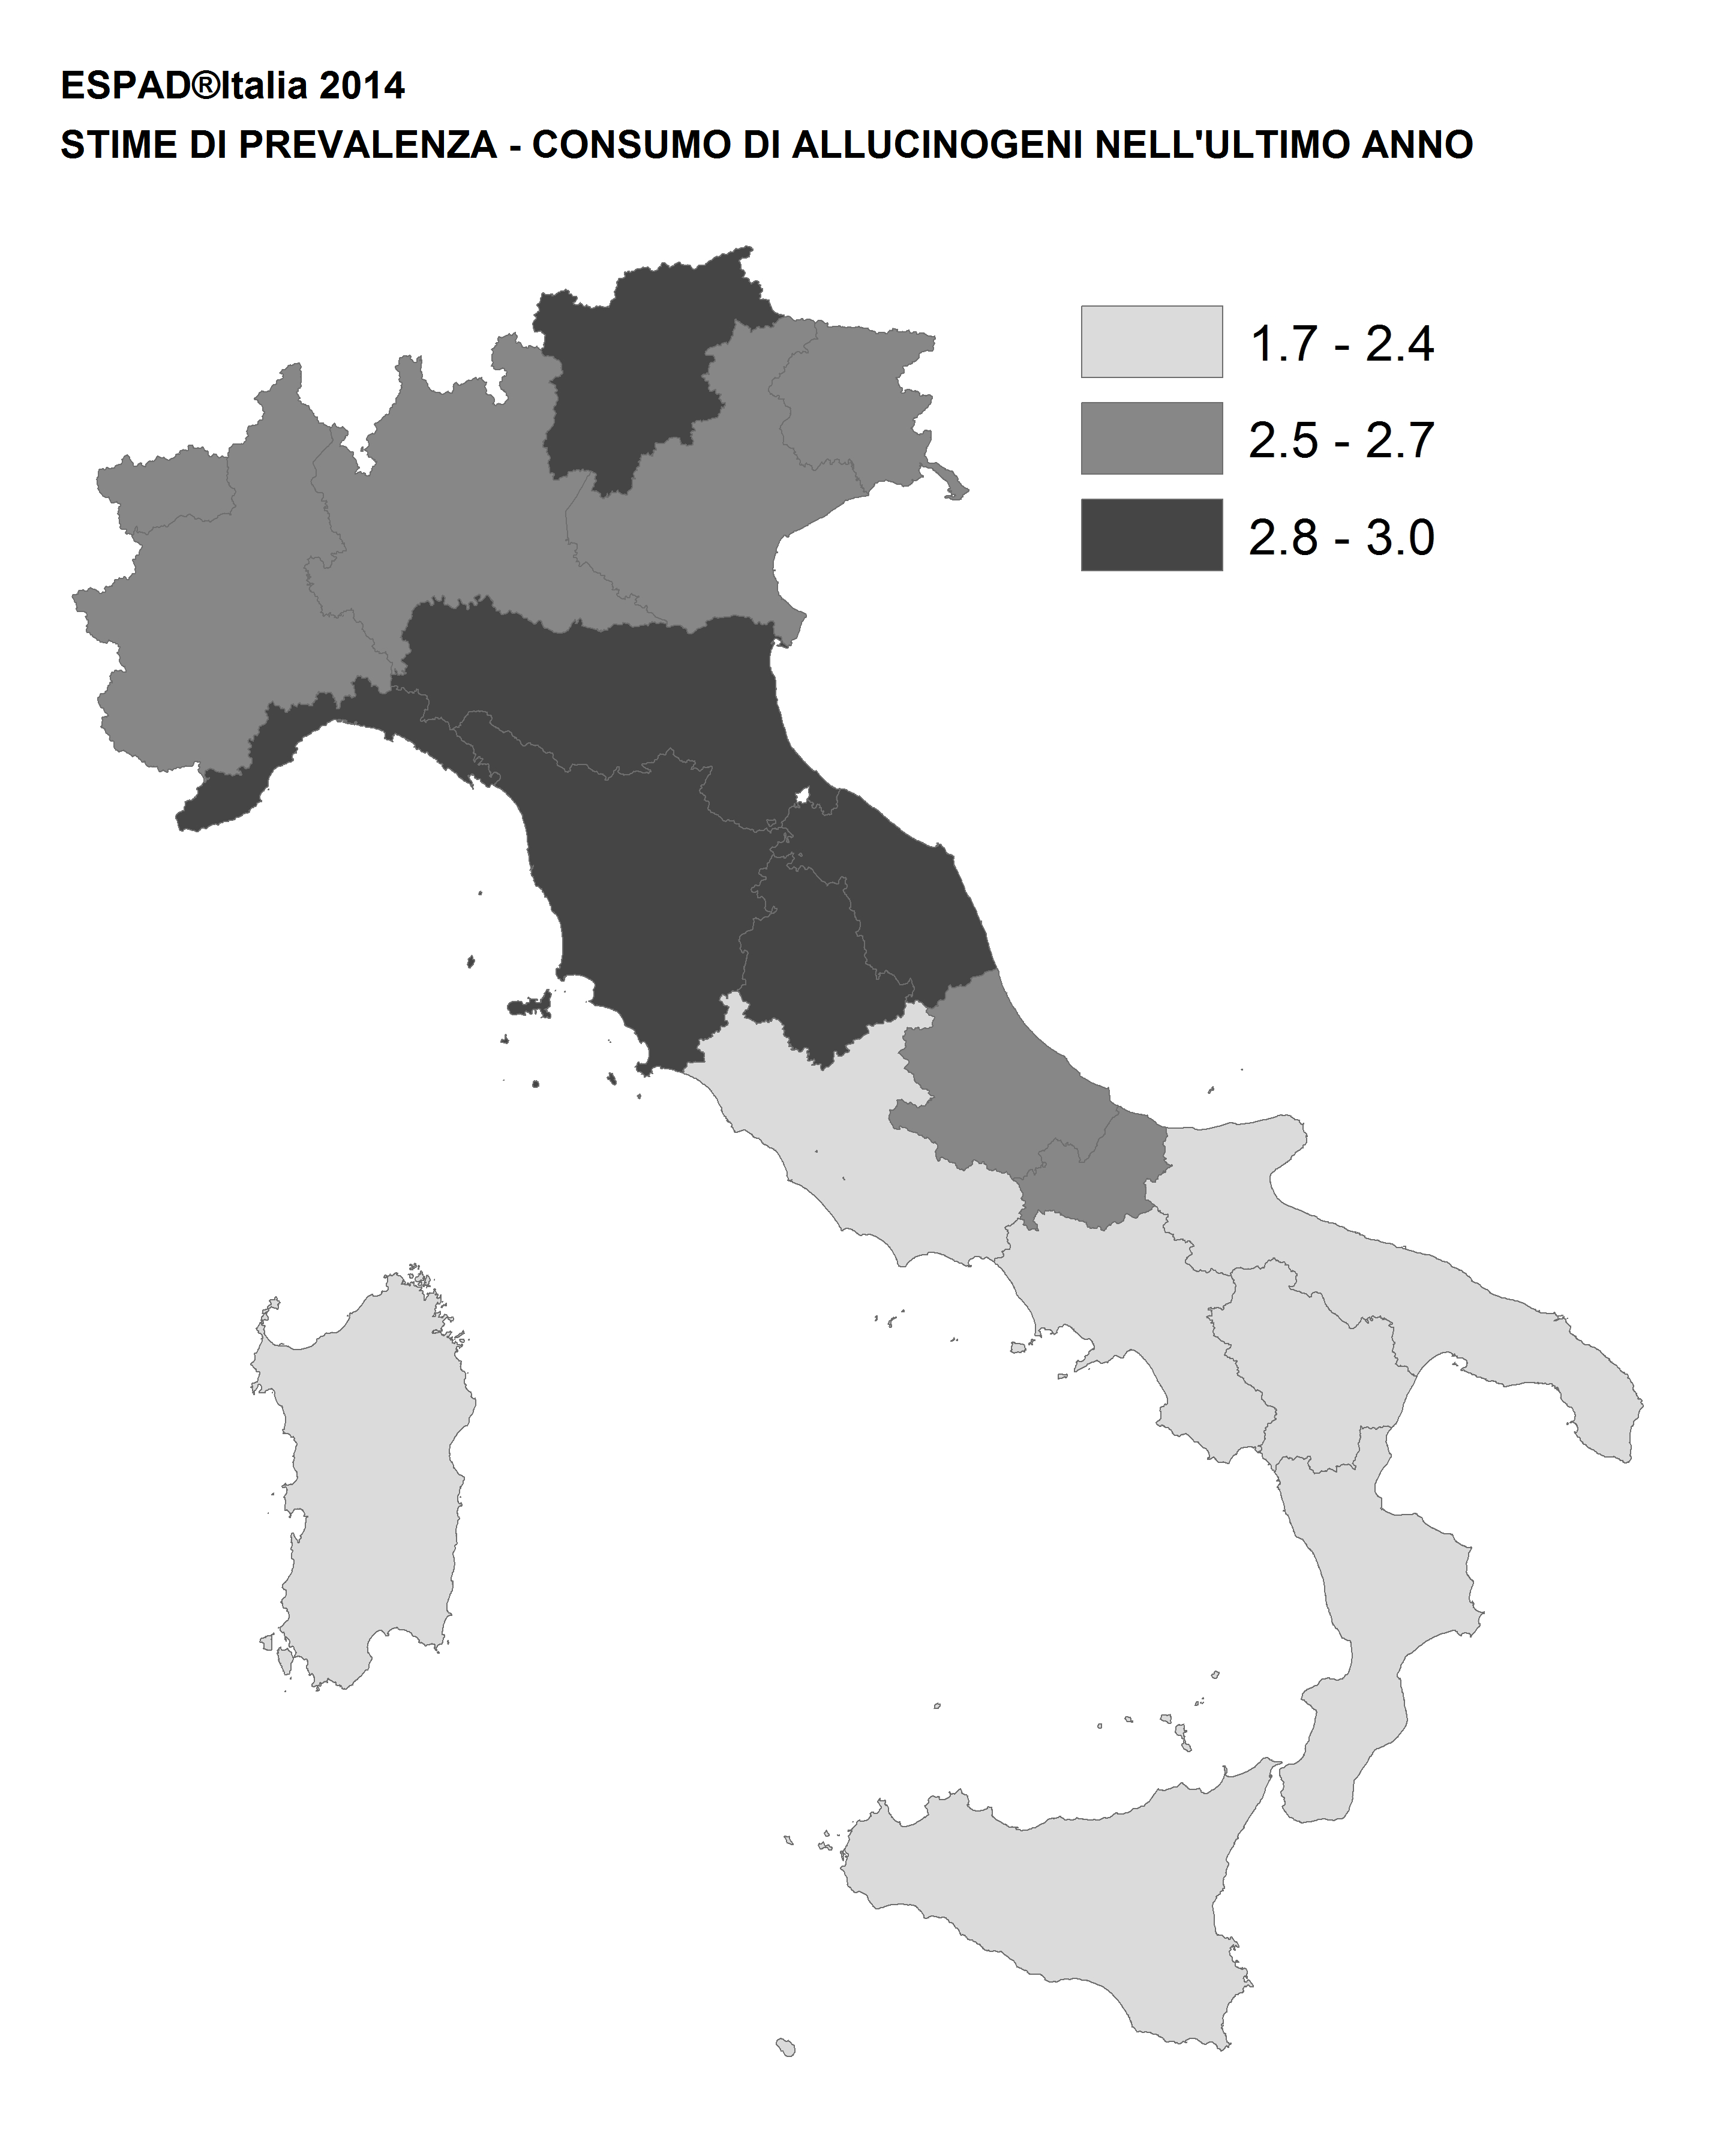 ESPAD®Italia 2014
STIME DI PREVALENZA - CONSUMO DI ALLUCINOGENI NELL'ULTIMO ANNO
1.7 - 2.4
2.5 - 2.7
2.8 - 3.0